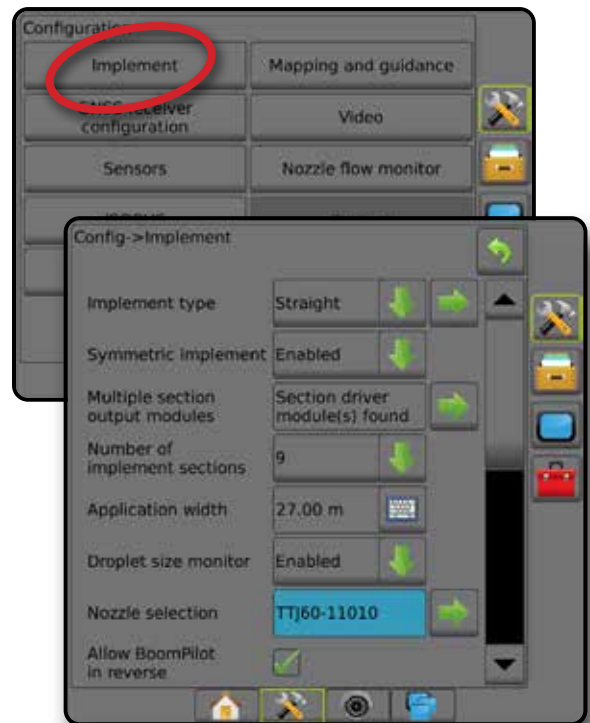 Configuration
Implement
Mapping and guidance
GNSS receiver
configuration
Video
Sensors
Nozzle flow monitor
Config->Implement
Implement type
Straight
Symmetric implement
Enabled
Multiple section
output modules
Section driver
module(s) found
Number of
implement sections
9
Application width
27.00 m
Droplet size monitor
Enabled
Nozzle selection
TTJ60-11010
Allow BoomPilot
in reverse